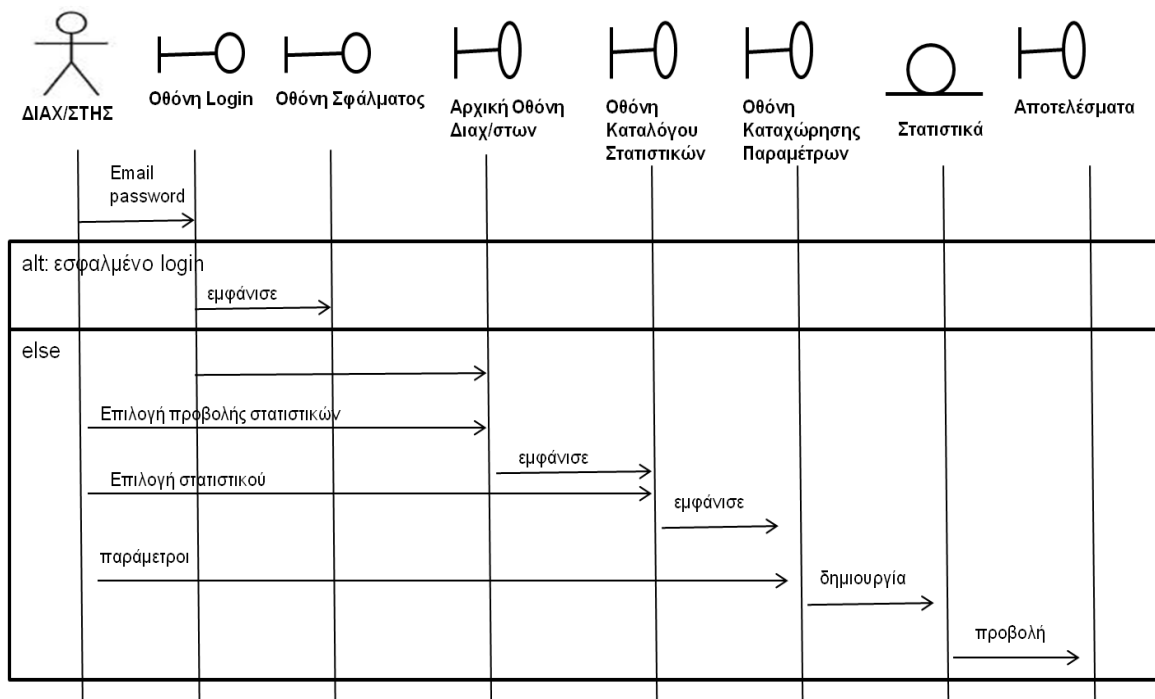 ΔΙΑΧ/ΣΤΗΣ
Οθόνη Login
Οθόνη Σφάλματος
Αρχική Οθόνη
Διαχ/στων
Οθόνη
Καταλόγου
Στατιστικών
Οθόνη
Καταχώρησης
Παραμέτρων
Στατιστικά
Αποτελέσματα
Email
password
alt: εσφαλμένο login
εμφάνισε
else
Επιλογή προβολής στατιστικών
εμφάνισε
Επιλογή στατιστικού
εμφάνισε
παράμετροι
δημιουργία
προβολή